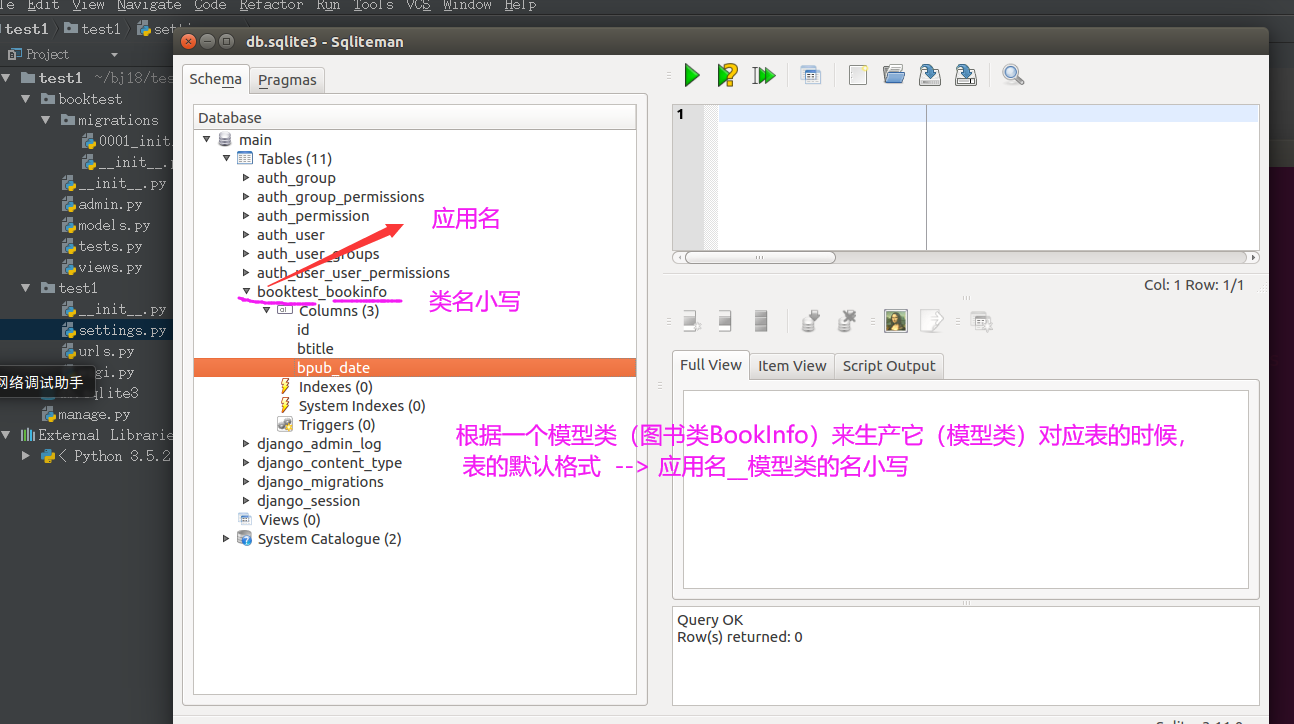 Edit View Navigate Code Refactor Run Tools VCS Window Help
test1 test1
Project
test1 ~/bj18/tes
booktest
migrations
0001_init
__init__.p
__init__.py
admin.py
models.py
tests.py
views.py
test1
__init__.py
settings.py
urls.py
网络调试助手
manage.py
External Librarie
< Python 3.5.2
db.sqlite3 - Sqliteman
Schema Pragmas
Database
main
Tables (11)
auth_group
auth_group_permissions
auth_permission
auth_user
auth_user_groups
auth_user_user_permissions
booktest_bookinfo
Columns (3)
id
btitle
bpub_date
Indexes (0)
System Indexes (0)
Triggers (0)
django_admin_log
django_content_type
django_migrations
django_session
Views (0)
System Catalogue (2)
应用名
类名小写
根据一个模型类（图书类BookInfo）来生产它（模型类）对应表的时候，
表的默认格式 --> 应用名__模型类的名小写
1
Col: 1 Row: 1/1
Full View Item View Script Output
Query OK
Row(s) returned: 0